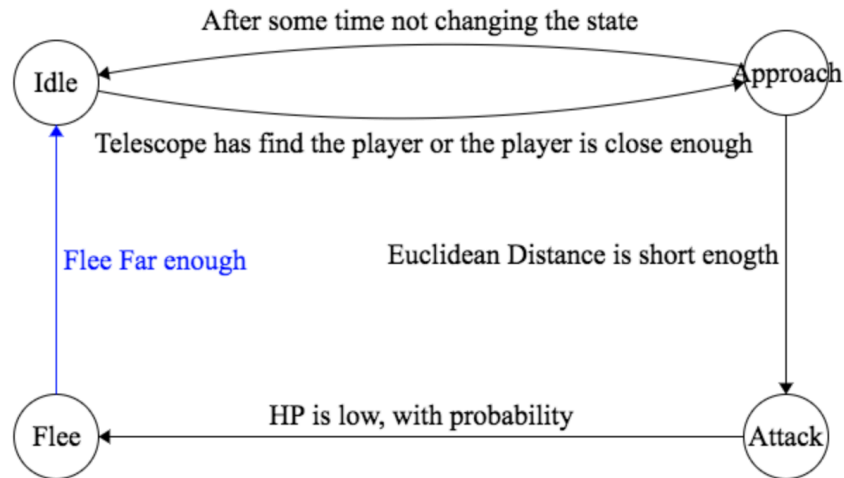 After some time not changing the state
Idle
Approach
Telescope has find the player or the player is close enough
Flee Far enough
Euclidean Distance is short enogth
HP is low, with probability
Flee
Attack